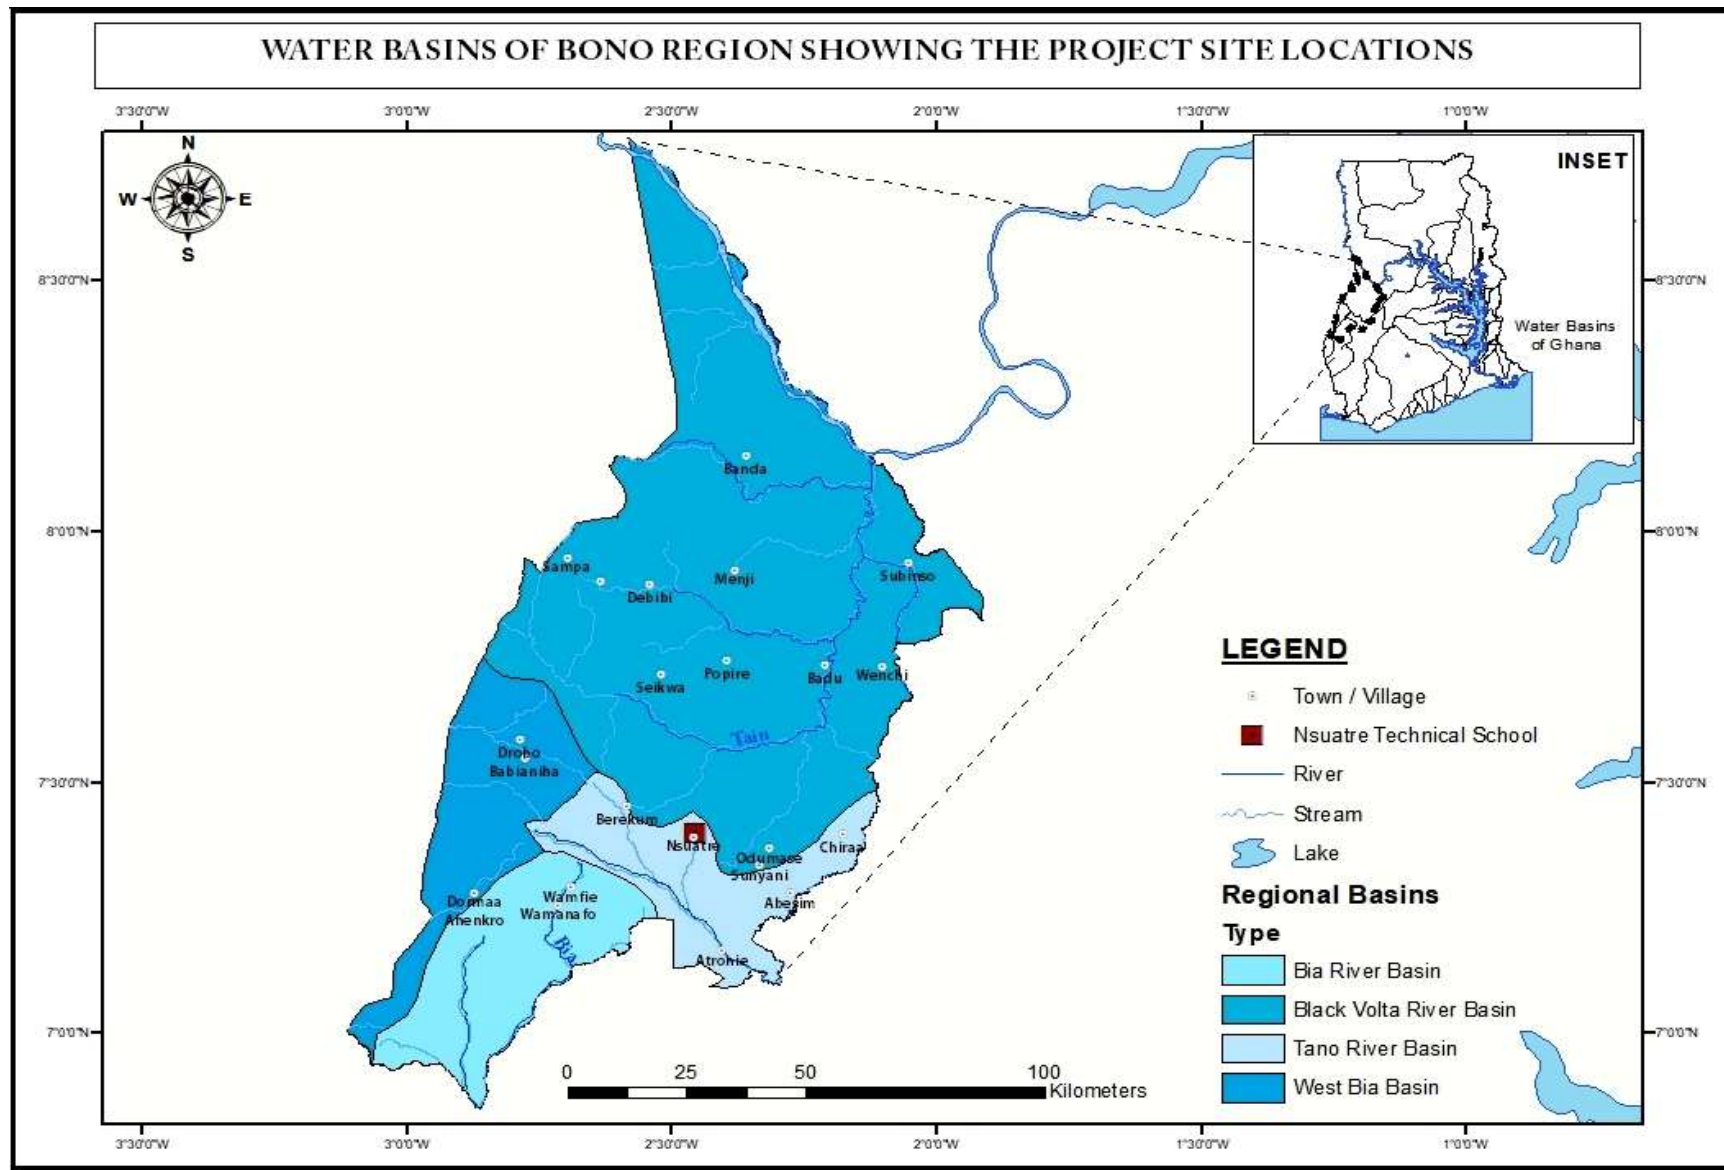 WATER BASINS OF BONO REGION SHOWING THE PROJECT SITE LOCATIONS
3°30'0"W
3°0'0"W
2°30'0"W
2°0'0"W
1°30'0"W
1°0'0"W
N
W
E
S
INSET
Water Basins
of Ghana
8°30'0"N
8°30'0"N
Banda
8°0'0"N
8°0'0"N
Sampa
Debibi
Menji
Subinso
Seikwa
Popire
Badu
Wenchi
Tain
Drobo
Babianiha
7°30'0"N
7°30'0"N
Berekum
Nsuatre
Odumase
Sunyani
Chiraa
Abesim
Dormaa
Ahenkro
Wamfie
Wamanafo
Bia
Atronie
7°0'0"N
7°0'0"N
LEGEND
Town / Village
Nsuatre Technical School
River
Stream
Lake
Regional Basins
Type
Bia River Basin
Black Volta River Basin
Tano River Basin
West Bia Basin
0 25 50 100
Kilometers
3°30'0"W
3°0'0"W
2°30'0"W
2°0'0"W
1°30'0"W
1°0'0"W